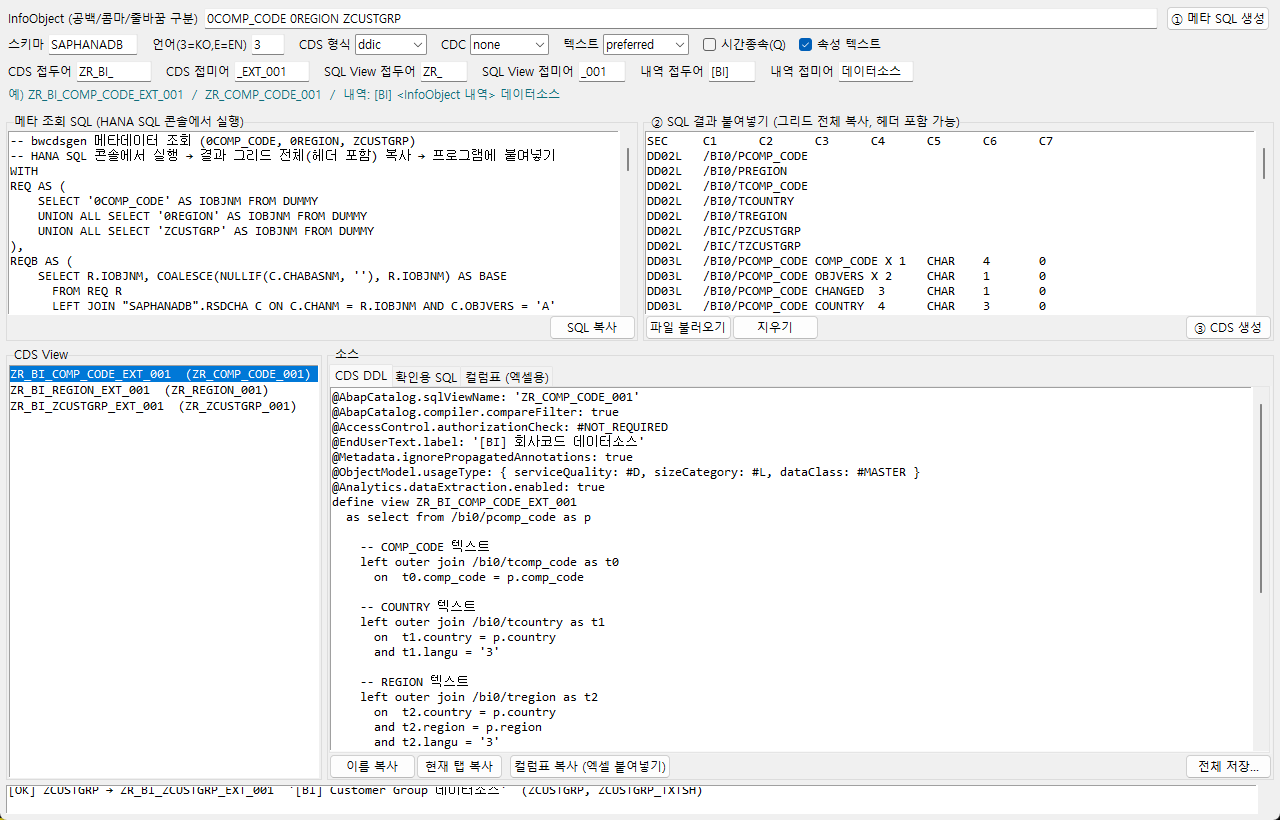 InfoObject (공백/콤마/줄바꿈 구분) 0COMP_CODE 0REGION ZCUSTGRP ① 메타 SQL 생성
스키마 SAPHANADB 언어(3=KO,E=EN) 3 CDS 형식 ddic CDC none 텍스트 preferred 시간종속(Q) 속성 텍스트
CDS 접두어 ZR_BI_ CDS 접미어 _EXT_001 SQL View 접두어 ZR_ SQL View 접미어 _001 내역 접두어 [BI] 내역 접미어 데이터소스
예) ZR_BI_COMP_CODE_EXT_001 / ZR_COMP_CODE_001 / 내역: [BI] <InfoObject 내역> 데이터소스
메타 조회 SQL (HANA SQL 콘솔에서 실행)
-- bwcdsgen 메타데이터 조회 (0COMP_CODE, 0REGION, ZCUSTGRP)
-- HANA SQL 콘솔에서 실행 → 결과 그리드 전체(헤더 포함) 복사 → 프로그램에 붙여넣기
WITH
REQ AS (
    SELECT '0COMP_CODE' AS IOBJNM FROM DUMMY
    UNION ALL SELECT '0REGION' AS IOBJNM FROM DUMMY
    UNION ALL SELECT 'ZCUSTGRP' AS IOBJNM FROM DUMMY
),
REQB AS (
    SELECT R.IOBJNM, COALESCE(NULLIF(C.CHABASNM, ''), R.IOBJNM) AS BASE
      FROM REQ R
      LEFT JOIN "SAPHANADB".RSDCHA C ON C.CHANM = R.IOBJNM AND C.OBJVERS = 'A'
SQL 복사
② SQL 결과 붙여넣기 (그리드 전체 복사, 헤더 포함 가능)
SEC C1 C2 C3 C4 C5 C6 C7
DD02L /BI0/PCOMP_CODE
DD02L /BI0/PREGION
DD02L /BI0/TCOMP_CODE
DD02L /BI0/TCOUNTRY
DD02L /BI0/TREGION
DD02L /BIC/PZCUSTGRP
DD02L /BIC/TZCUSTGRP
DD03L /BI0/PCOMP_CODE COMP_CODE X 1 CHAR 4 0
DD03L /BI0/PCOMP_CODE OBJVERS X 2 CHAR 1 0
DD03L /BI0/PCOMP_CODE CHANGED 3 CHAR 1 0
DD03L /BI0/PCOMP_CODE COUNTRY 4 CHAR 3 0
파일 불러오기 지우기 ③ CDS 생성
CDS View
ZR_BI_COMP_CODE_EXT_001 (ZR_COMP_CODE_001)
ZR_BI_REGION_EXT_001 (ZR_REGION_001)
ZR_BI_ZCUSTGRP_EXT_001 (ZR_ZCUSTGRP_001)
소스
CDS DDL 확인용 SQL 컬럼표 (엑셀용)
@AbapCatalog.sqlViewName: 'ZR_COMP_CODE_001'
@AbapCatalog.compiler.compareFilter: true
@AccessControl.authorizationCheck: #NOT_REQUIRED
@EndUserText.label: '[BI] 회사코드 데이터소스'
@Metadata.ignorePropagatedAnnotations: true
@ObjectModel.usageType: { serviceQuality: #D, sizeCategory: #L, dataClass: #MASTER }
@Analytics.dataExtraction.enabled: true
define view ZR_BI_COMP_CODE_EXT_001
  as select from /bi0/pcomp_code as p
    -- COMP_CODE 텍스트
    left outer join /bi0/tcomp_code as t0
      on  t0.comp_code = p.comp_code
    -- COUNTRY 텍스트
    left outer join /bi0/tcountry as t1
      on  t1.country = p.country
      and t1.langu = '3'
    -- REGION 텍스트
    left outer join /bi0/tregion as t2
      on  t2.country = p.country
      and t2.region = p.region
      and t2.langu = '3'
이름 복사 현재 탭 복사 컬럼표 복사 (엑셀 붙여넣기) 전체 저장...
[OK] ZCUSTGRP → ZR_BI_ZCUSTGRP_EXT_001 '[BI] Customer Group 데이터소스' (ZCUSTGRP, ZCUSTGRP_TXTSH)